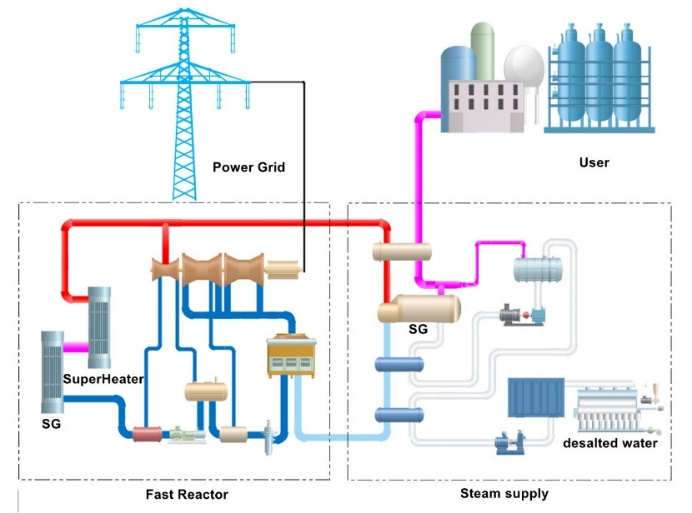 Power Grid
User
SG
SuperHeater
SG
desalted water
Fast Reactor
Steam supply